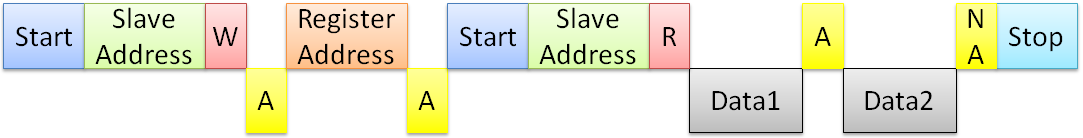 Start
Slave
Address
W
A
Register
Address
A
Start
Slave
Address
R
Data1
A
Data2
N
A
Stop